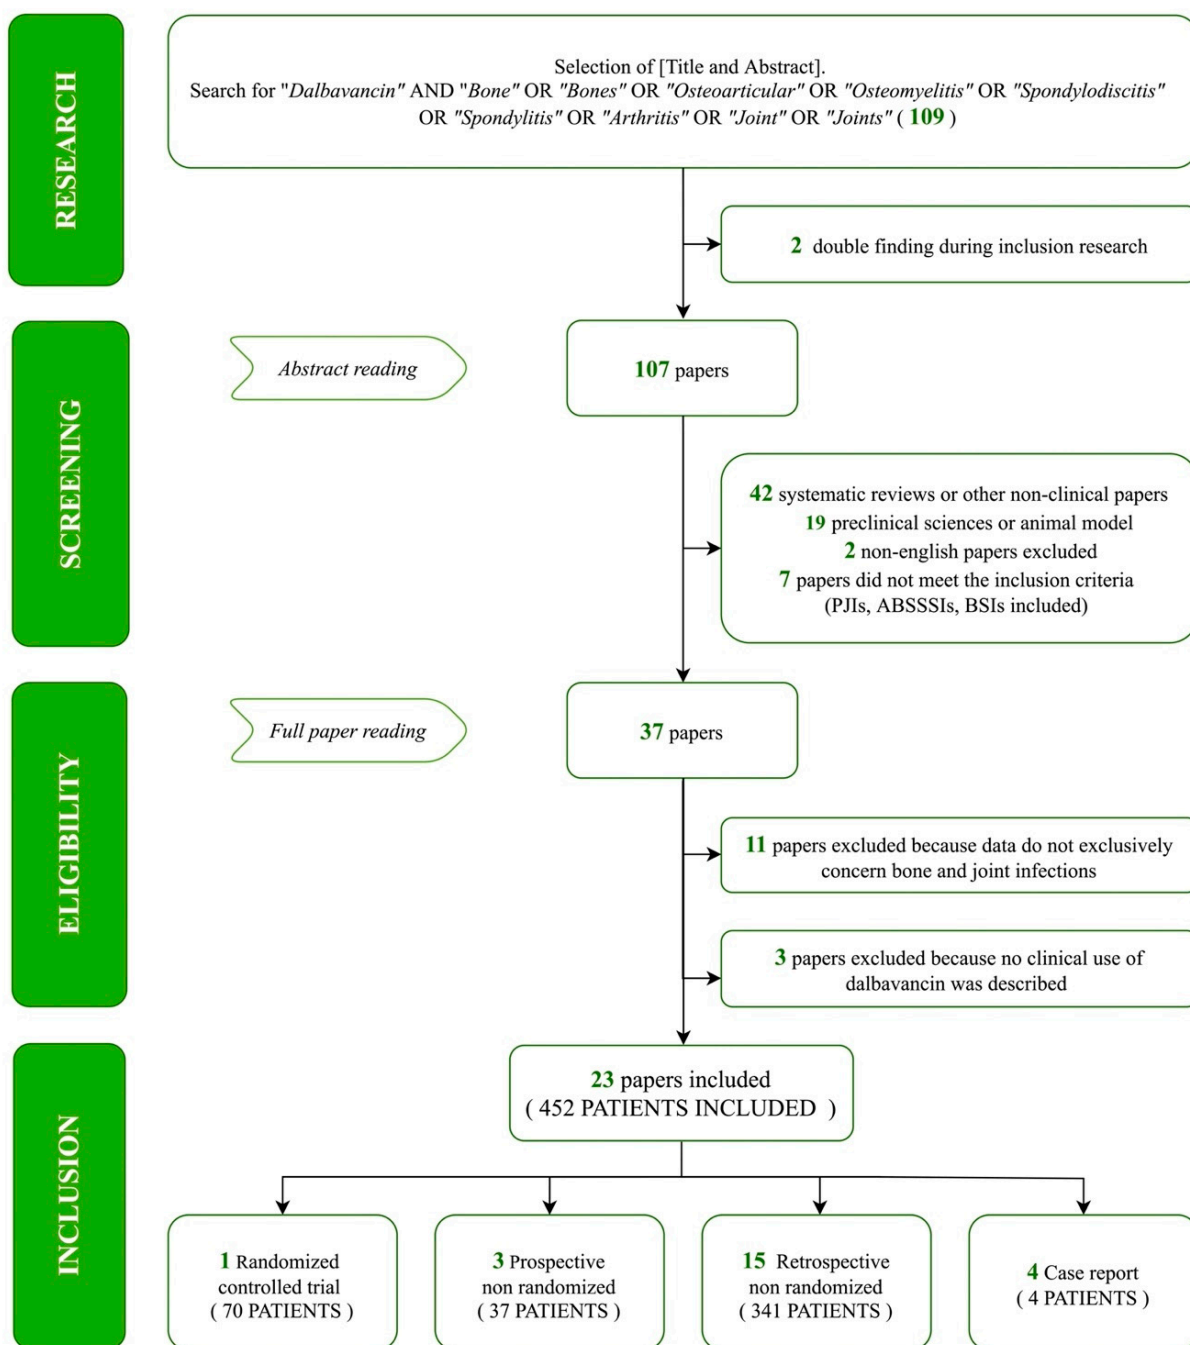 RESEARCH
Selection of [Title and Abstract].
Search for "Dalbavancin" AND "Bone" OR "Bones" OR "Osteoarticular" OR "Osteomyelitis" OR "Spondylodiscitis"
OR "Spondylitis" OR "Arthritis" OR "Joint" OR "Joints" ( 109 )
2 double finding during inclusion research
SCREENING
Abstract reading
107 papers
42 systematic reviews or other non-clinical papers
19 preclinical sciences or animal model
2 non-english papers excluded
7 papers did not meet the inclusion criteria
(PJIs, ABSSSIs, BSIs included)
ELIGIBILITY
Full paper reading
37 papers
11 papers excluded because data do not exclusively
concern bone and joint infections
3 papers excluded because no clinical use of
dalbavancin was described
INCLUSION
23 papers included
( 452 PATIENTS INCLUDED )
1 Randomized
controlled trial
( 70 PATIENTS )
3 Prospective
non randomized
( 37 PATIENTS )
15 Retrospective
non randomized
( 341 PATIENTS )
4 Case report
( 4 PATIENTS )